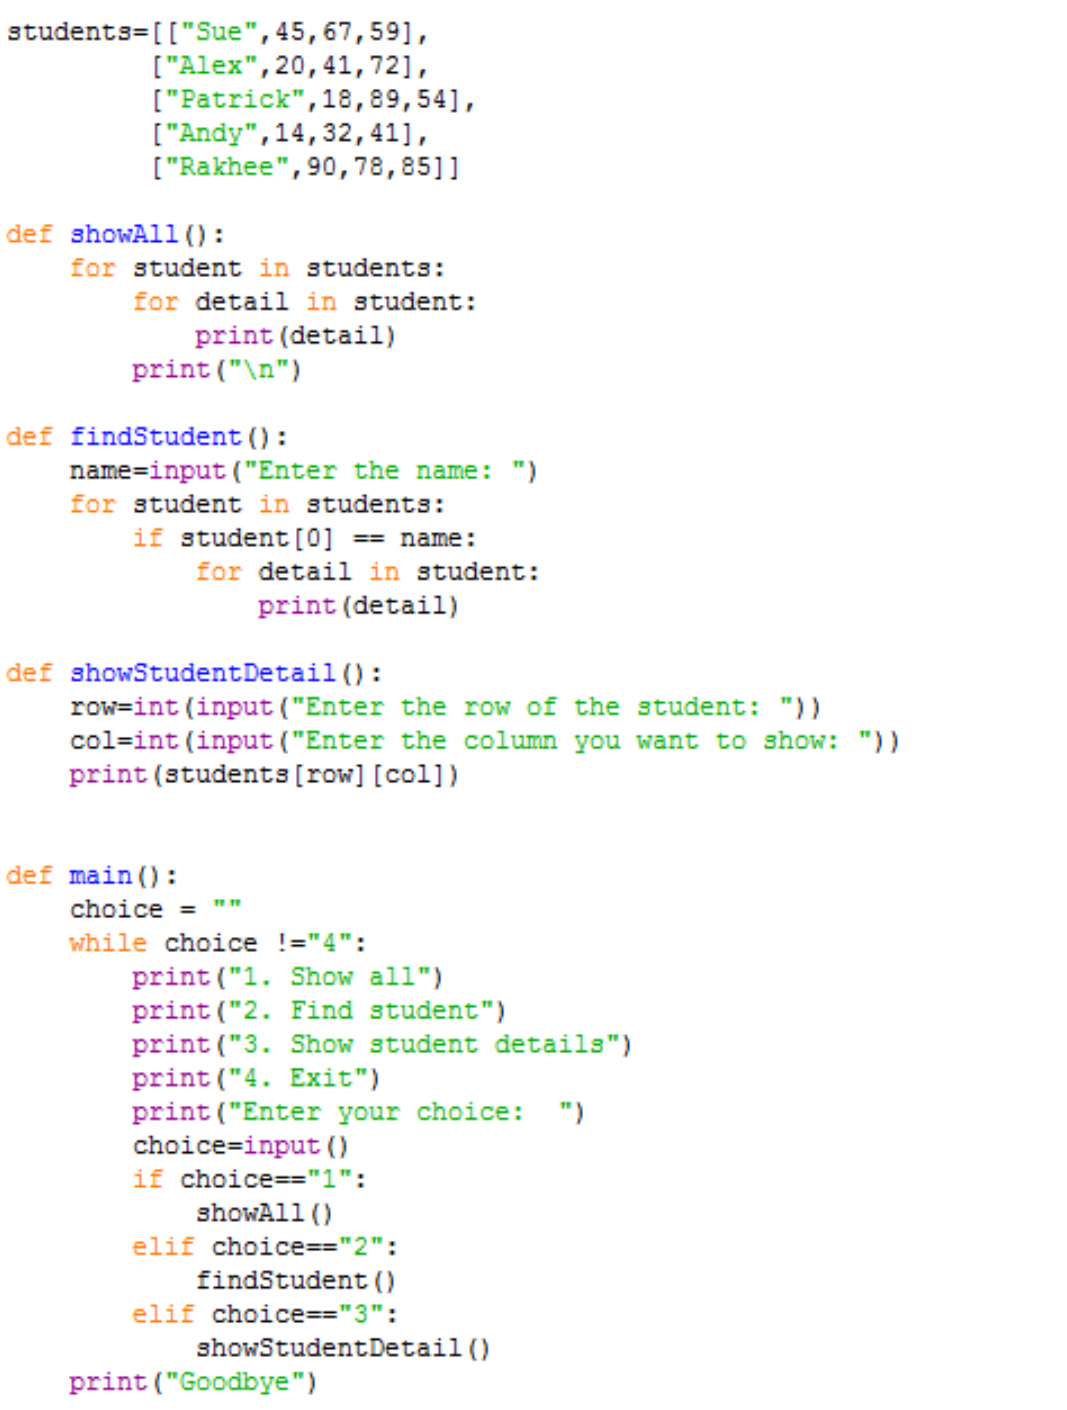 students=[["Sue",45,67,59],
         ["Alex",20,41,72],
         ["Patrick",18,89,54],
         ["Andy",14,32,41],
         ["Rakhee",90,78,85]]

def showAll():
    for student in students:
        for detail in student:
            print(detail)
        print("\n")

def findStudent():
    name=input("Enter the name: ")
    for student in students:
        if student[0] == name:
            for detail in student:
                print(detail)

def showStudentDetail():
    row=int(input("Enter the row of the student: "))
    col=int(input("Enter the column you want to show: "))
    print(students[row][col])


def main():
    choice = ""
    while choice !="4":
        print("1. Show all")
        print("2. Find student")
        print("3. Show student details")
        print("4. Exit")
        print("Enter your choice:  ")
        choice=input()
        if choice=="1":
            showAll()
        elif choice=="2":
            findStudent()
        elif choice=="3":
            showStudentDetail()
    print("Goodbye")